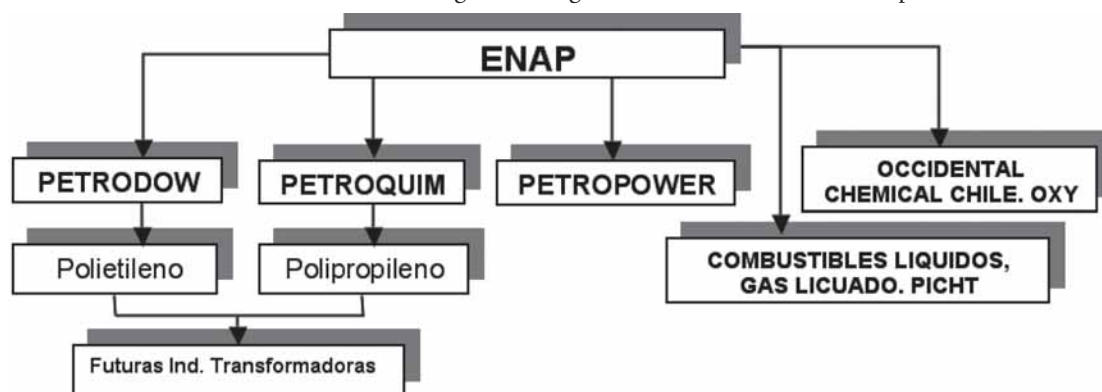 ENAP
PETRODOW
PETROQUIM
PETROPOWER
OCCIDENTAL
CHEMICAL CHILE. OXY
Polietileno
Polipropileno
COMBUSTIBLES LIQUIDOS,
GAS LICUADO. PICHT
Futuras Ind. Transformadoras